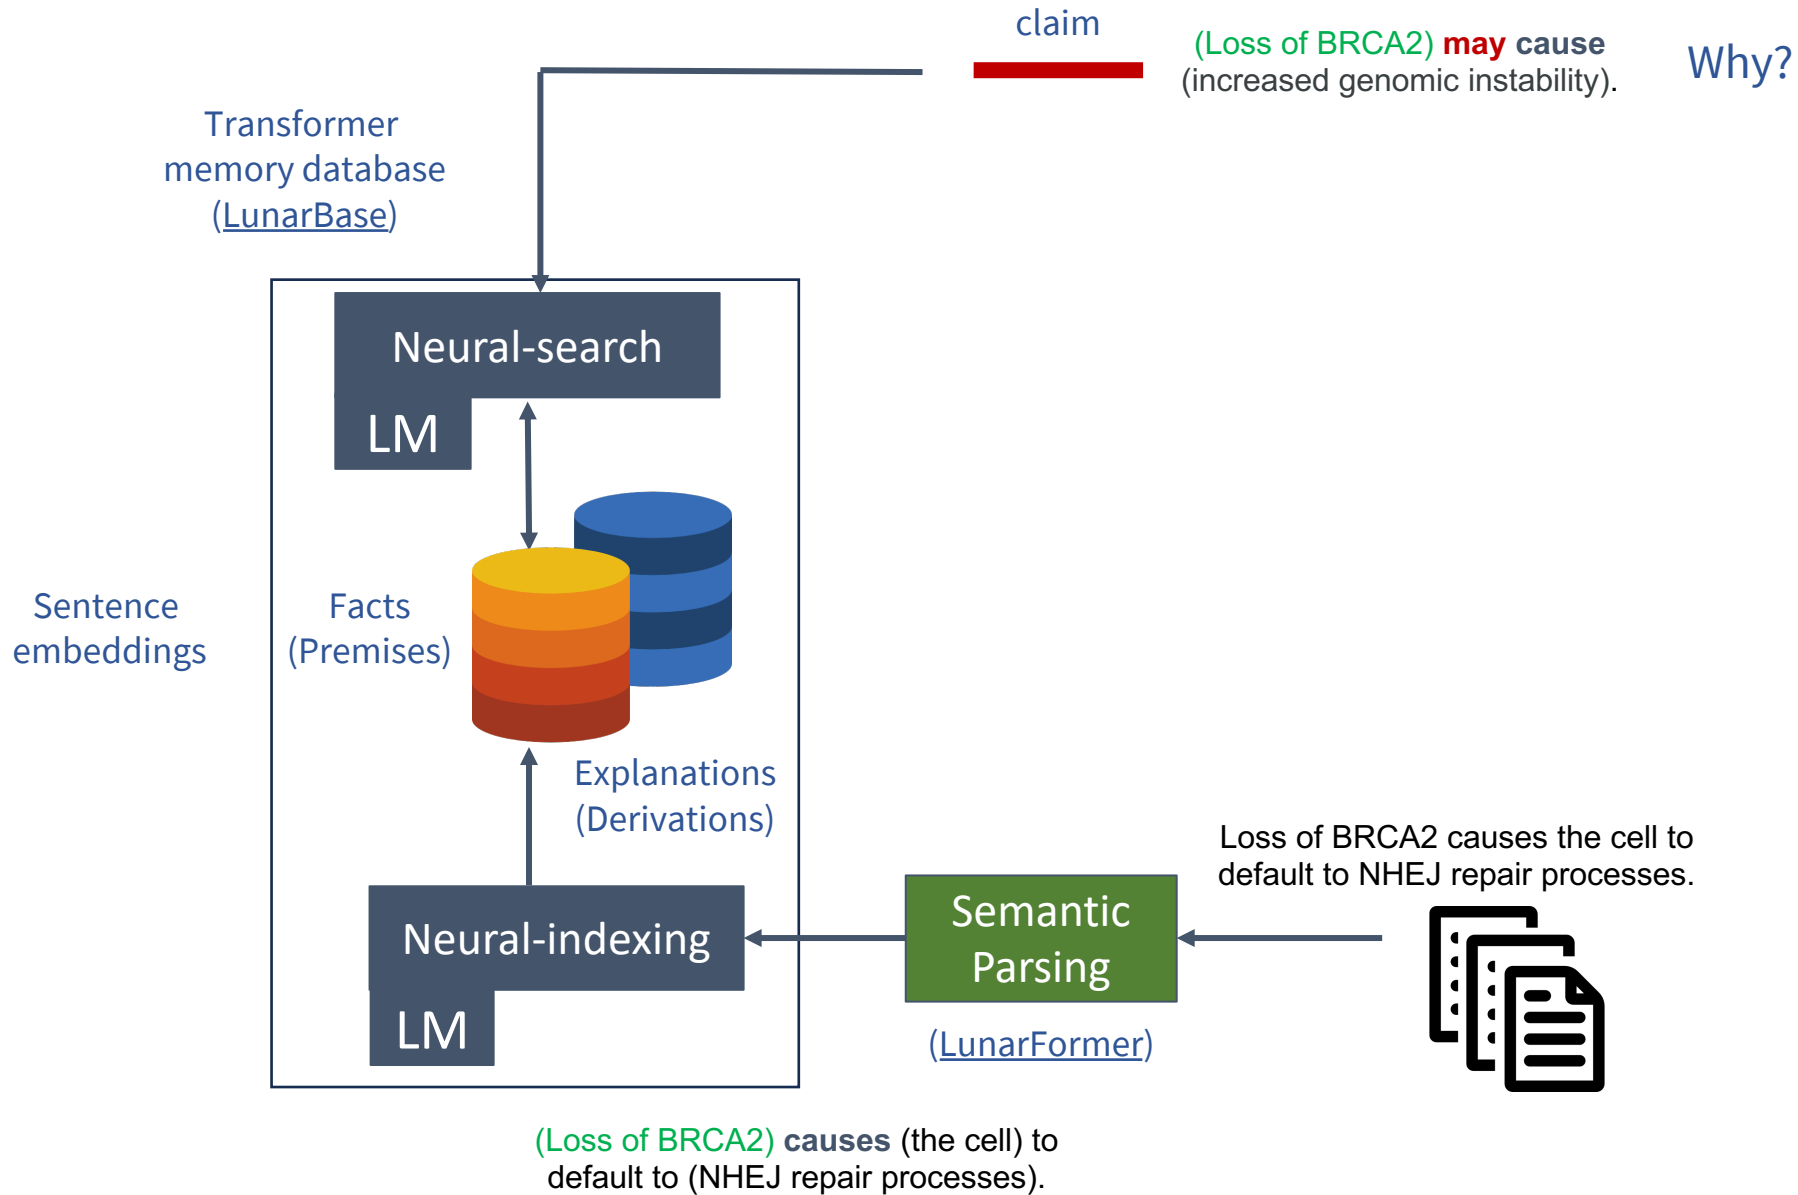 claim
(Loss of BRCA2) may cause
(increased genomic instability).
Why?
Transformer
memory database
(LunarBase)
Neural-search
LM
Sentence
embeddings
Facts
(Premises)
Explanations
(Derivations)
Neural-indexing
LM
Semantic
Parsing
(LunarFormer)
Loss of BRCA2 causes the cell to
default to NHEJ repair processes.
(Loss of BRCA2) causes (the cell) to
default to (NHEJ repair processes).